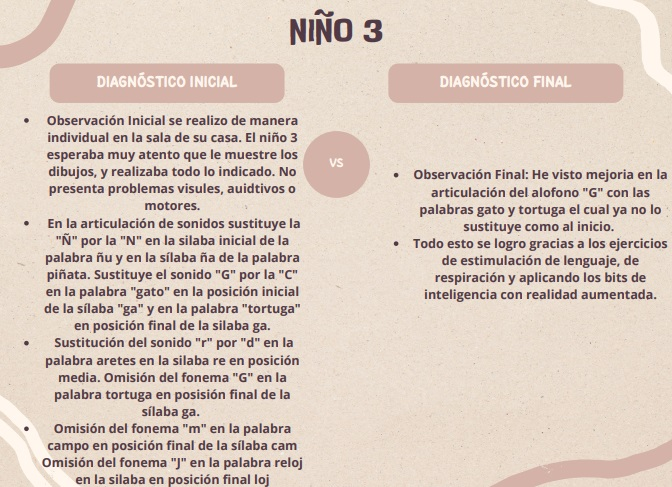 NIÑO 3
DIAGNÓSTICO INICIAL
• Observación Inicial se realizo de manera
individual en la sala de su casa. El niño 3
esperaba muy atento que le muestre los
dibujos, y realizaba todo lo indicado. No
presenta problemas visules, auidtivos o
motores.
• En la articulación de sonidos sustituye la
"Ñ" por la "N" en la silaba inicial de la
palabra ñu y en la sílaba ña de la palabra
piñata. Sustituye el sonido "G" por la "C"
en la palabra "gato" en la posición inicial
de la sílaba "ga" y en la palabra "tortuga"
en posición final de la silaba ga.
• Sustitución del sonido "r" por "d" en la
palabra aretes en la silaba re en posición
media. Omisión del fonema "G" en la
palabra tortuga en posisión final de la
sílaba ga.
• Omisión del fonema "m" en la palabra
campo en posición final de la sílaba cam
Omisión del fonema "J" en la palabra reloj
en la silaba en posición final loj
VS
DIAGNÓSTICO FINAL
• Observación Final: He visto mejoria en la
articulación del alofono "G" con las
palabras gato y tortuga el cual ya no lo
sustituye como al inicio.
• Todo esto se logro gracias a los ejercicios
de estimulación de lenguaje, de
respiración y aplicando los bits de
inteligencia con realidad aumentada.